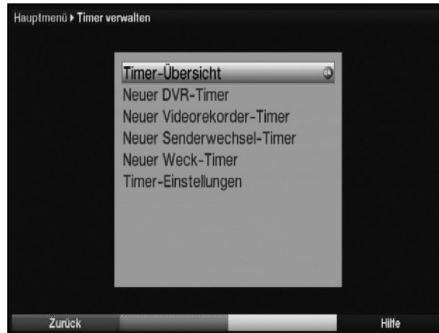 Hauptmenü ▸ Timer verwalten
Timer-Übersicht
Neuer DVR-Timer
Neuer Videorekorder-Timer
Neuer Senderwechsel-Timer
Neuer Weck-Timer
Timer-Einstellungen
Zurück Hilfe